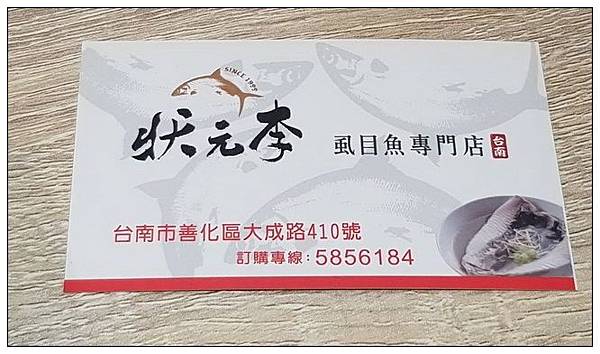 SINCE 1998
狀元李
虱目魚專門店 台南
台南市善化區大成路410號
訂購專線：5856184